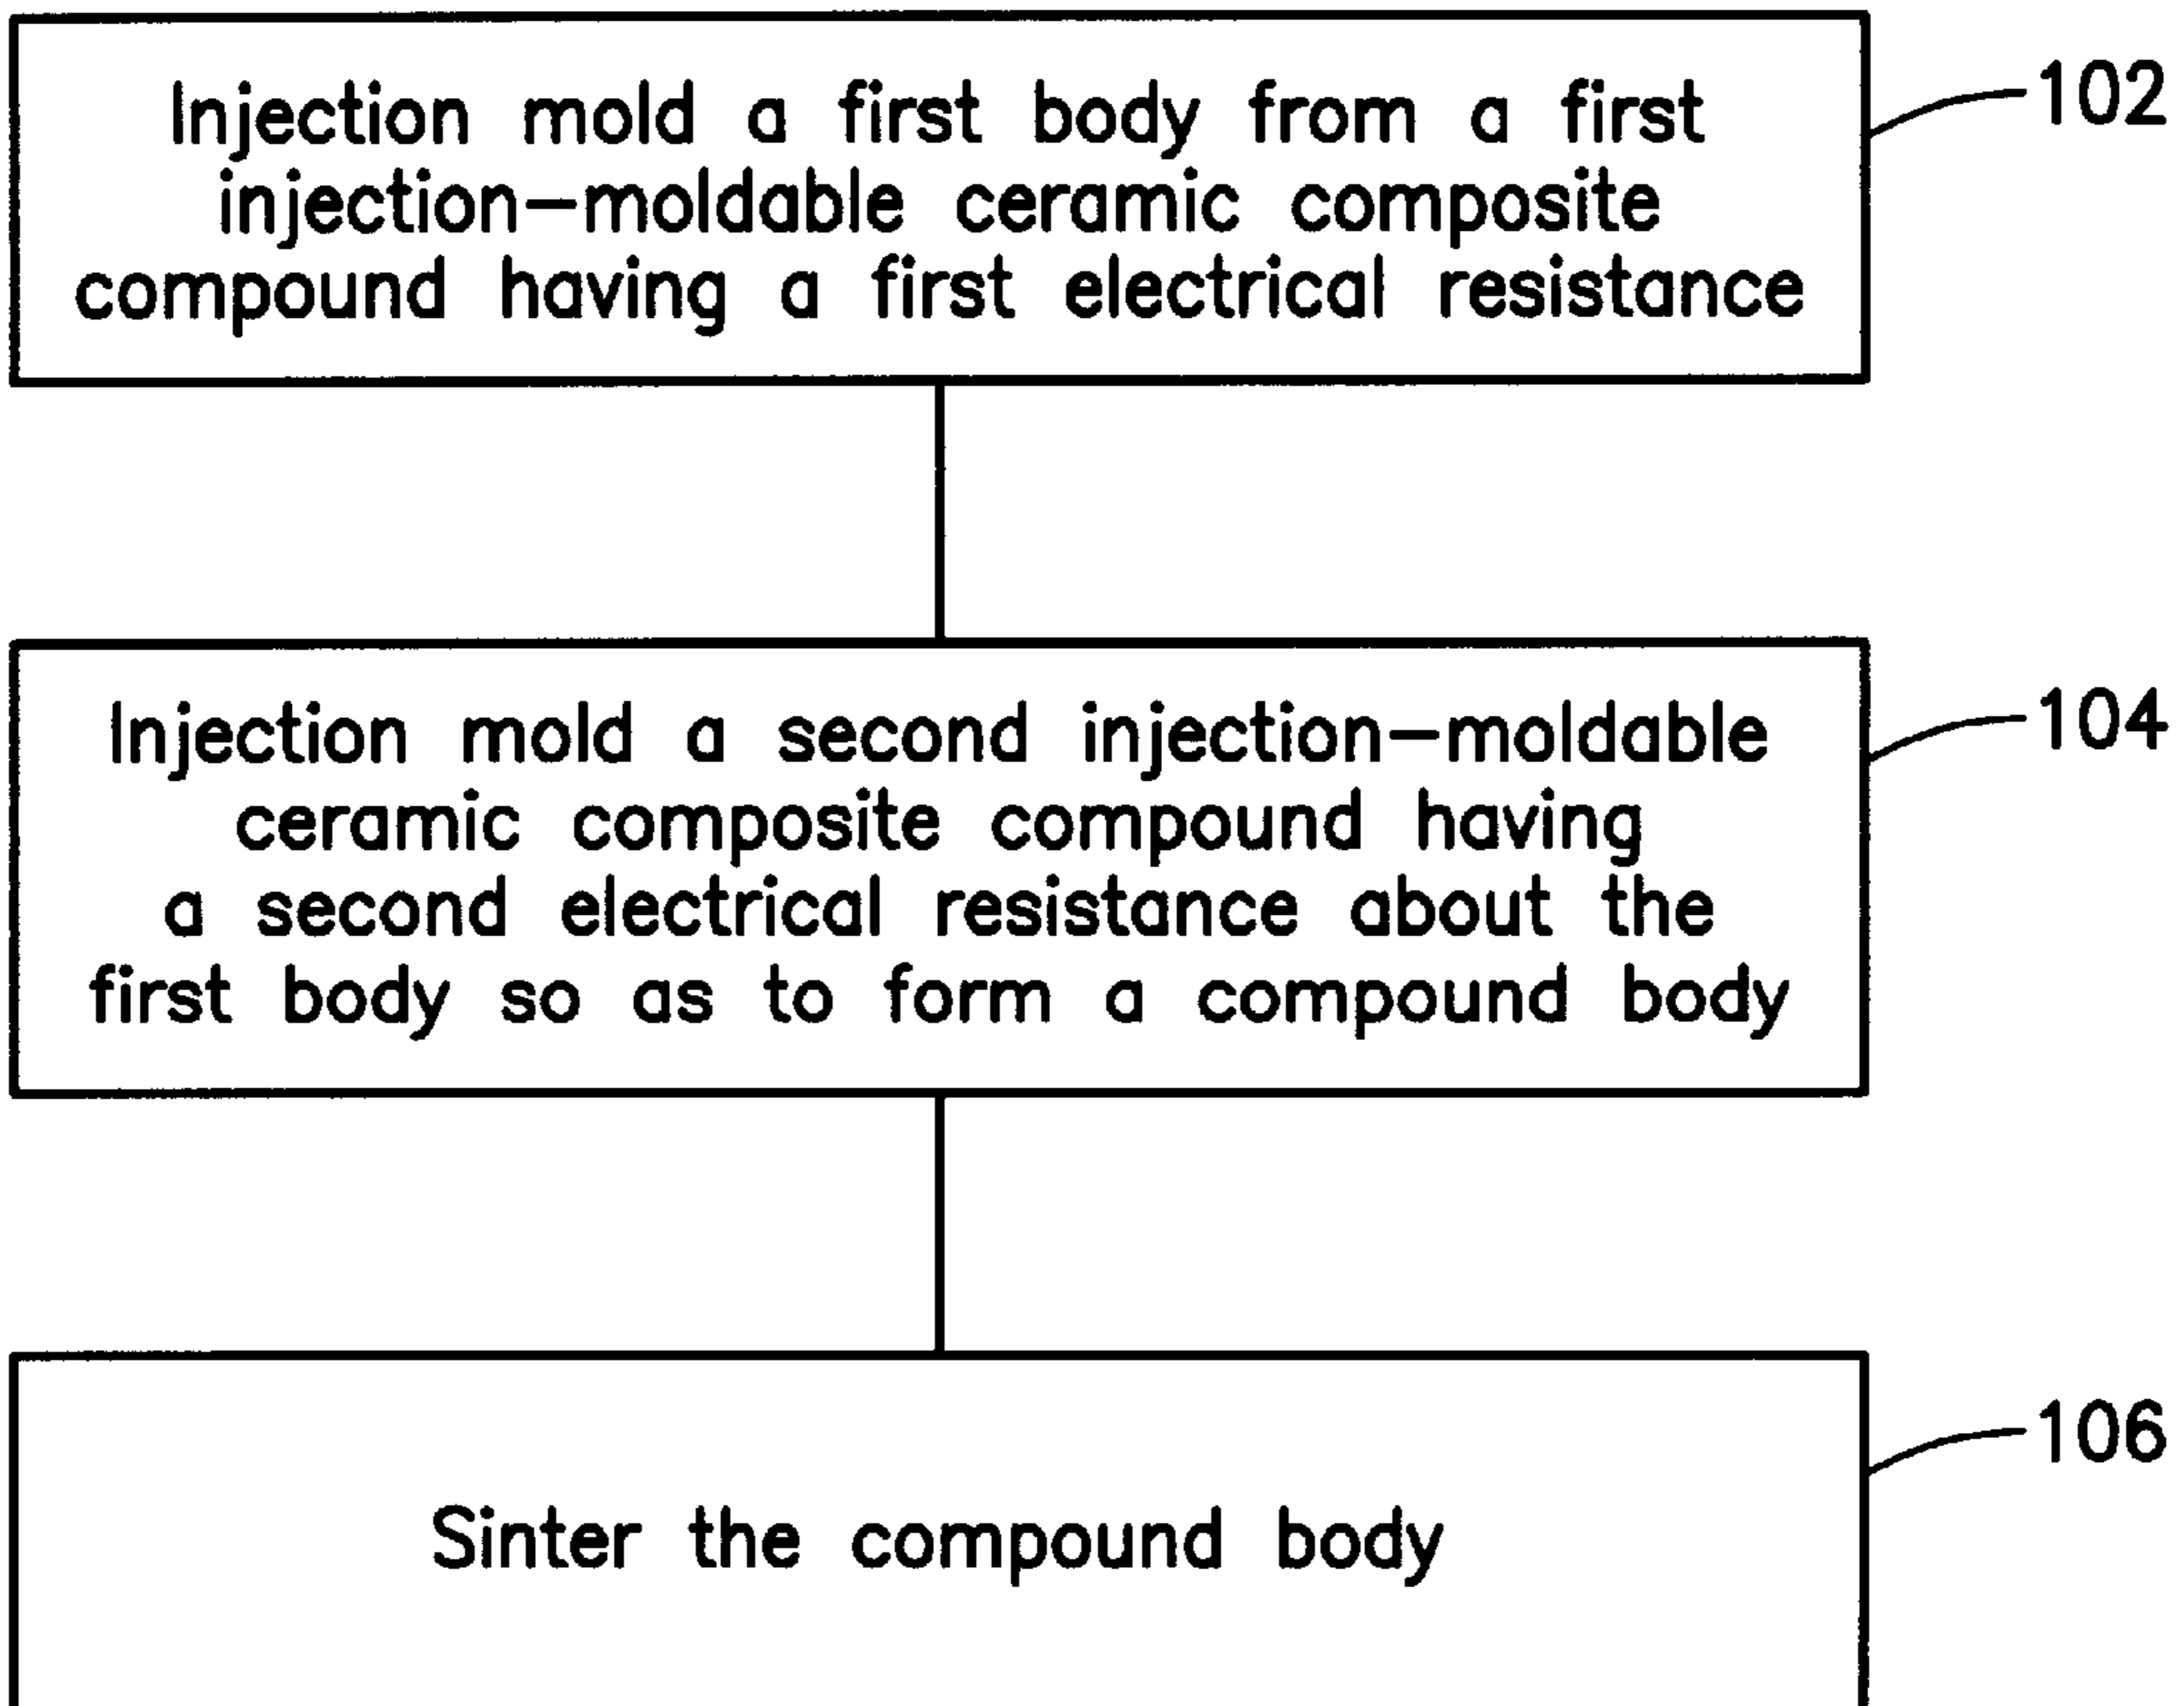 Injection mold a first body from a first
injection-moldable ceramic composite
compound having a first electrical resistance
102
Injection mold a second injection-moldable
ceramic composite compound having
a second electrical resistance about the
first body so as to form a compound body
104
Sinter the compound body
106